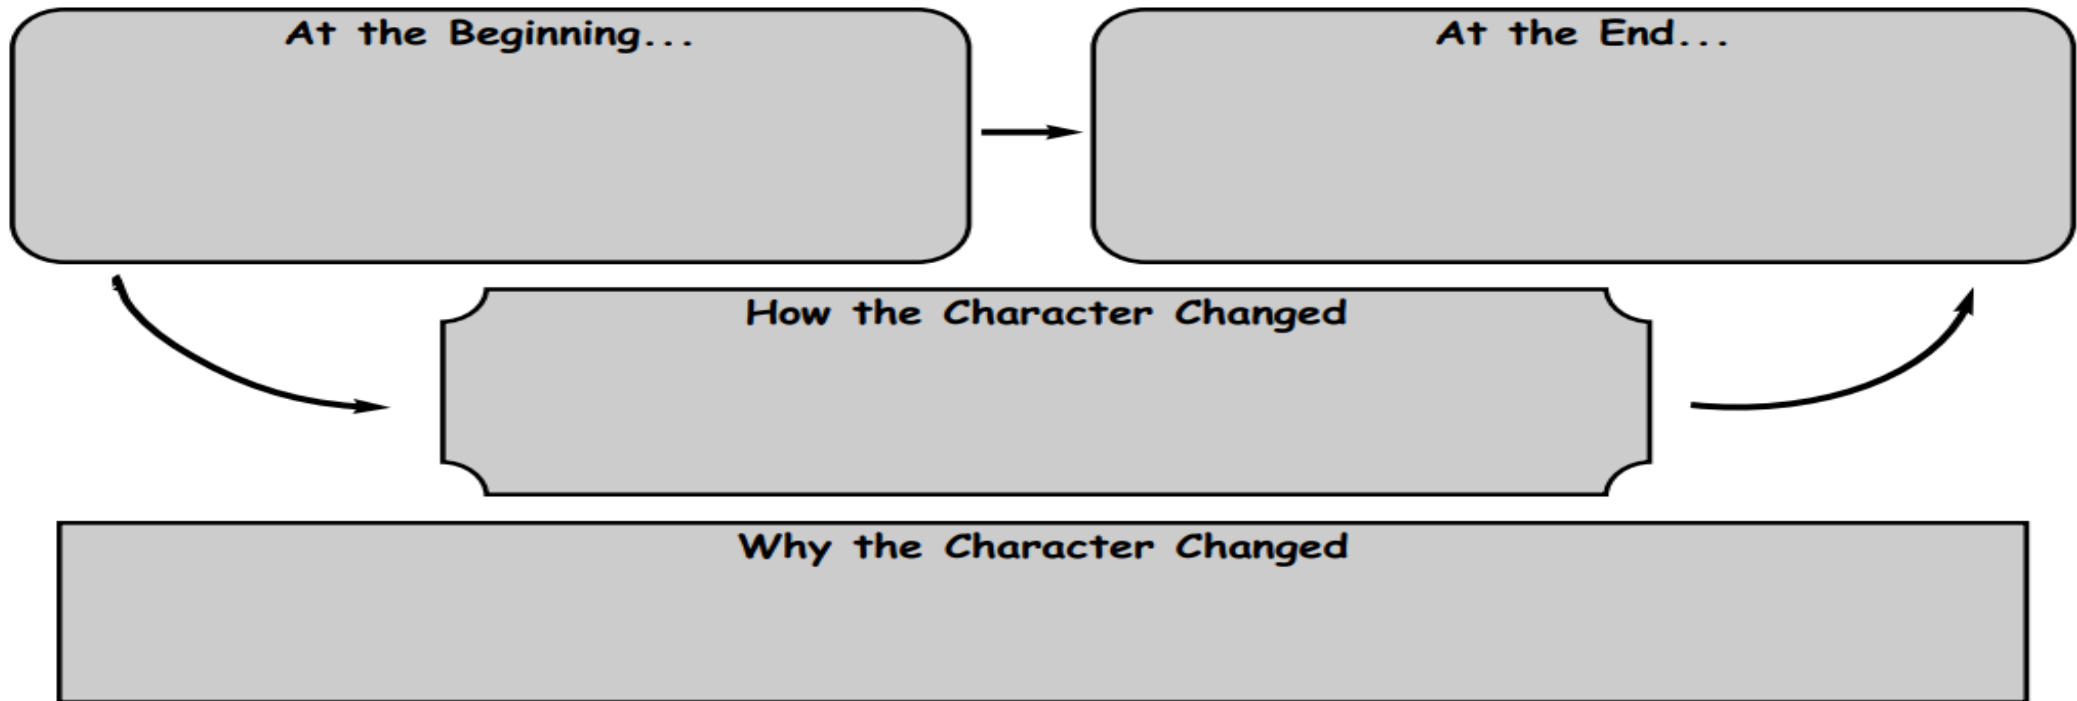 At the Beginning...
At the End...
How the Character Changed
Why the Character Changed